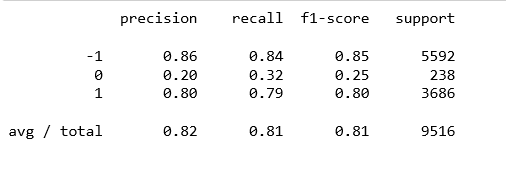 precision recall f1-score support
-1 0.86 0.84 0.85 5592
0 0.20 0.32 0.25 238
1 0.80 0.79 0.80 3686
avg / total 0.82 0.81 0.81 9516